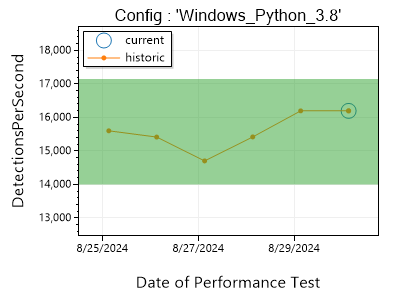 Config : 'Windows_Python_3.8'
current
historic
DetectionsPerSecond
18,000
17,000
16,000
15,000
14,000
13,000
8/25/2024
8/27/2024
8/29/2024
Date of Performance Test